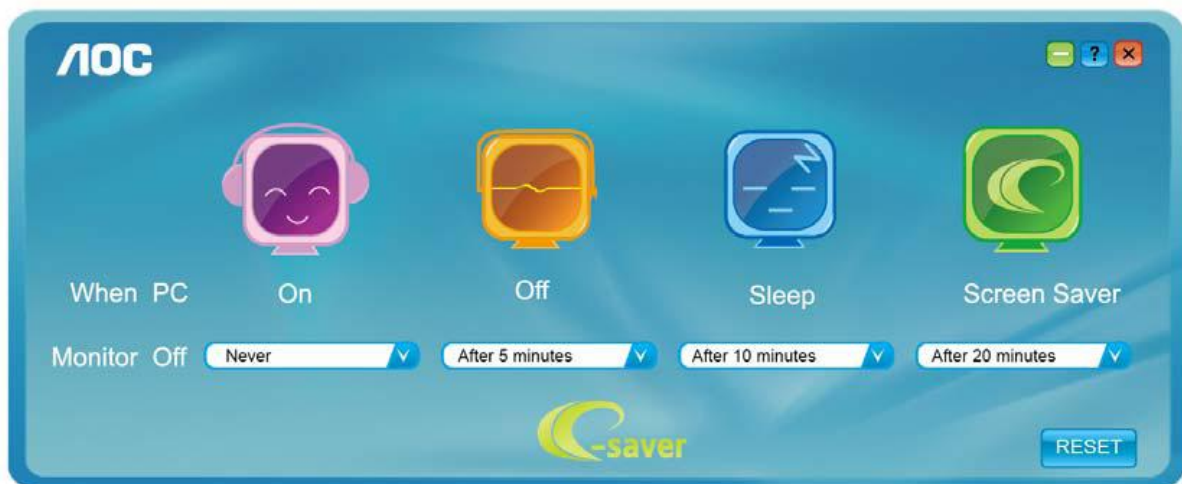 AOC
?
When PC On Off Sleep Screen Saver
Monitor Off Never After 5 minutes After 10 minutes After 20 minutes
e-saver
RESET